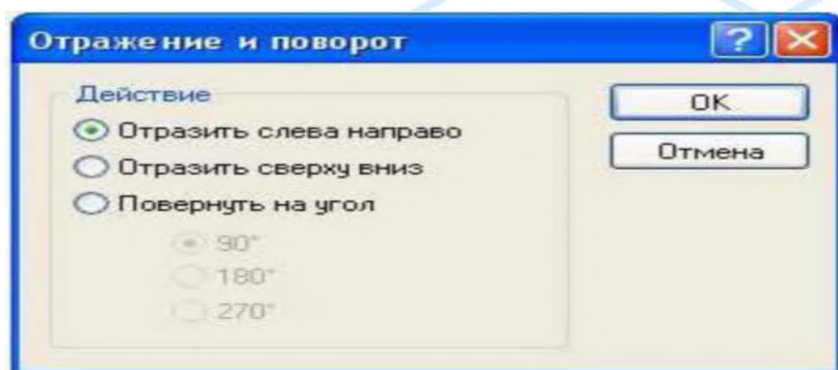 Отражение и поворот
Действие
Отразить слева направо
Отразить сверху вниз
Повернуть на угол
90°
180°
270°
OK
Отмена